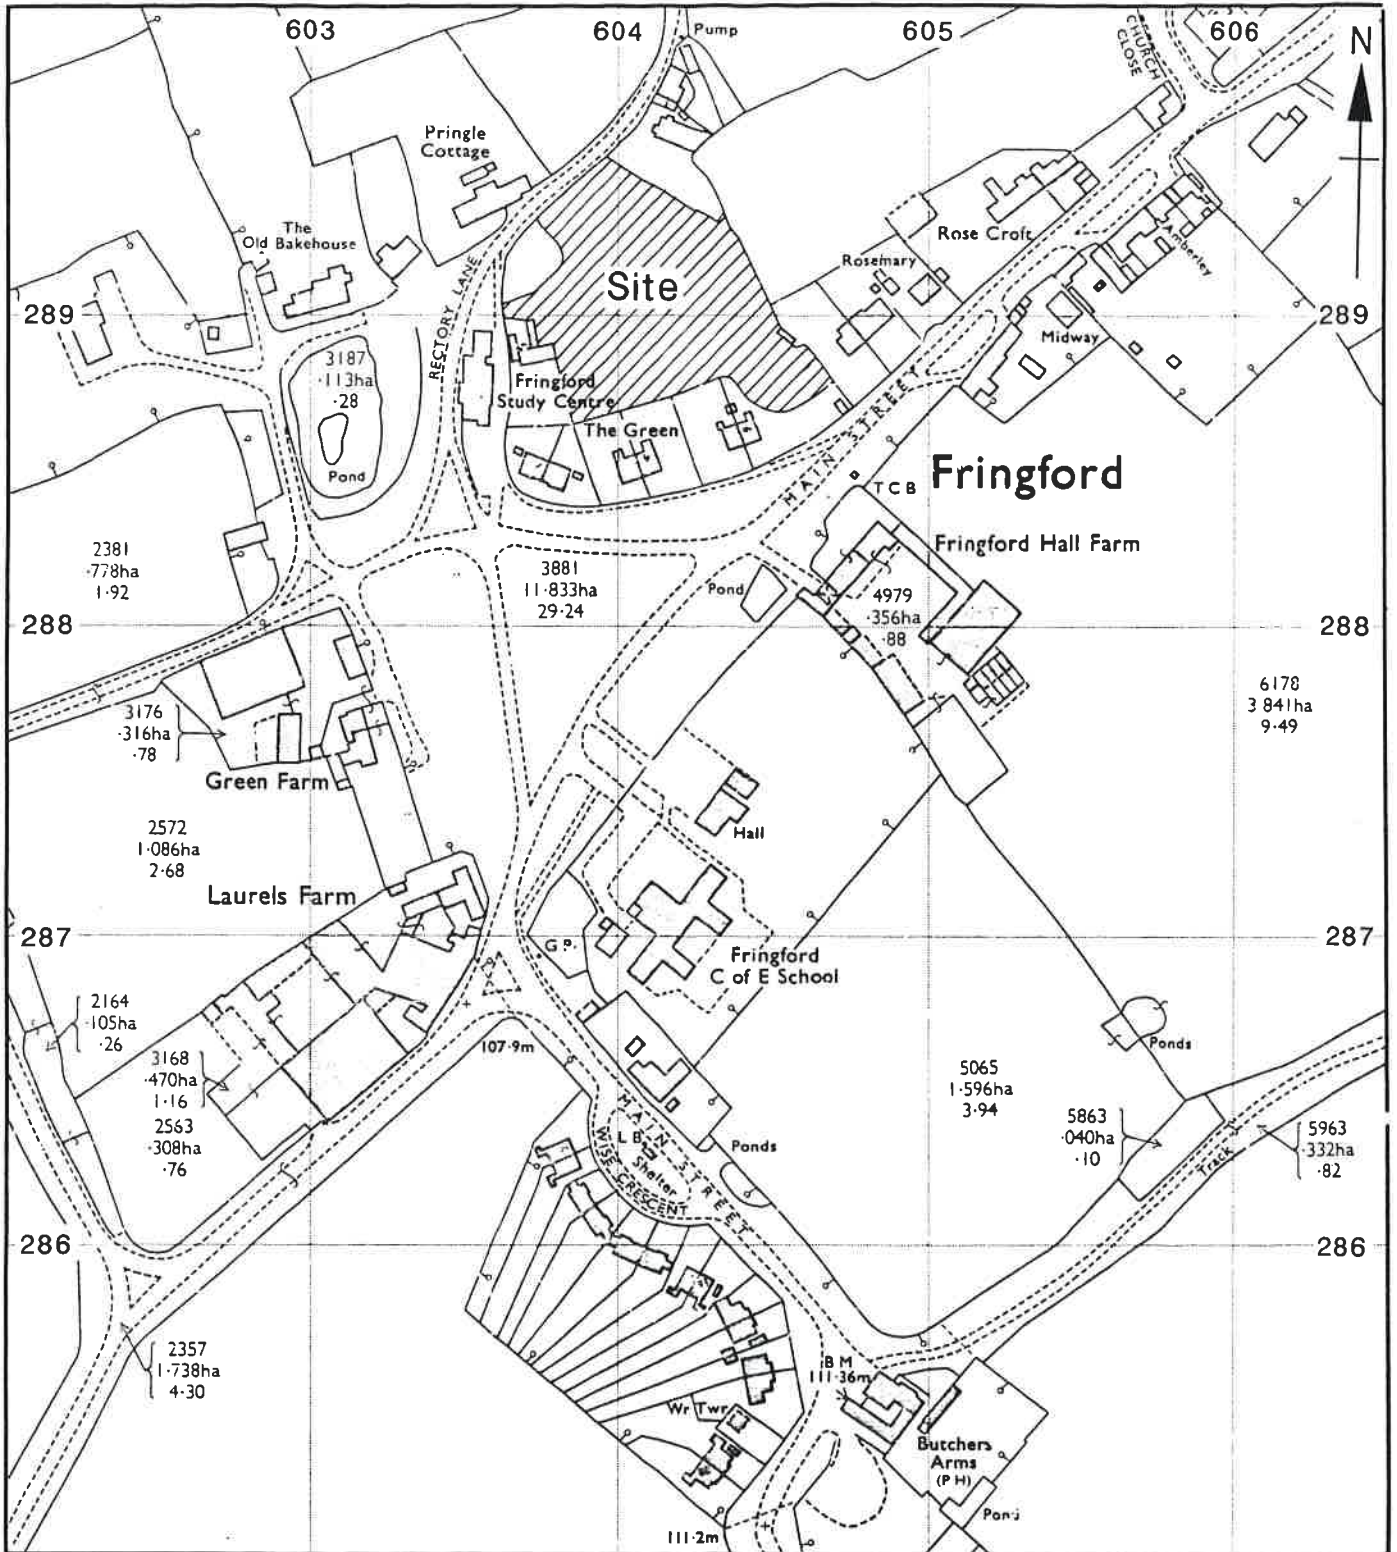 603
604
605
606
N
Pump
CHURCH
CLOSE
Pringle
Cottage
The
Old Bakehouse
RECTORY LANE
Site
Rose Croft
Rosemary
Amberley
289
289
Midway
3187
·113ha
·28
Pond
Fringford
Study Centre
The Green
MAIN STREET
T C B
Fringford
Fringford Hall Farm
2381
·778ha
1·92
3881
11·833ha
29·24
Pond
4979
·356ha
·88
288
288
6178
3 841ha
9·49
3176
·316ha
·78
Green Farm
Hall
2572
1·086ha
2·68
Laurels Farm
287
287
G.P.
Fringford
C of E School
2164
·105ha
·26
107·9m
Ponds
3168
·470ha
1·16
2563
·308ha
·76
5065
1·596ha
3·94
5863
·040ha
·10
5963
·332ha
·82
Track
MAIN STREET
L B
Shelter
WISE CRESCENT
Ponds
286
286
2357
1·738ha
4·30
B M
111·36m
Wr Twr
Butchers
Arms
(P H)
Pond
111·2m